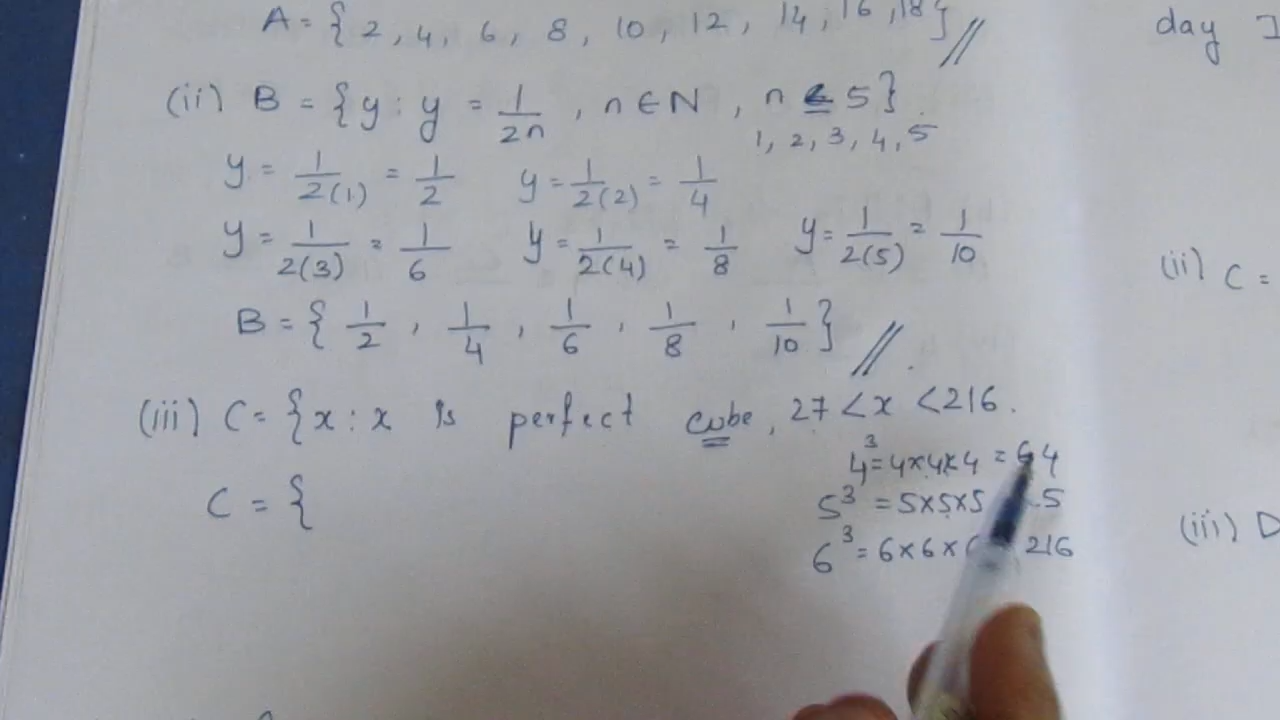 A = { 2, 4, 6, 8, 10, 12, 14, 16, 18 } //
day
(ii) B = { y : y = 1/2n, n ∈ N, n ≤ 5 }
1, 2, 3, 4, 5
y = 1/2(1) = 1/2 y = 1/2(2) = 1/4
y = 1/2(3) = 1/6 y = 1/2(4) = 1/8 y = 1/2(5) = 1/10
(ii) C =
B = { 1/2, 1/4, 1/6, 1/8, 1/10 } //.
(iii) C = { x : x is perfect cube, 27 < x < 216.
4³ = 4×4×4 = 64
C = {
5³ = 5×5×5 5
6³ = 6×6× 216
(iii) D